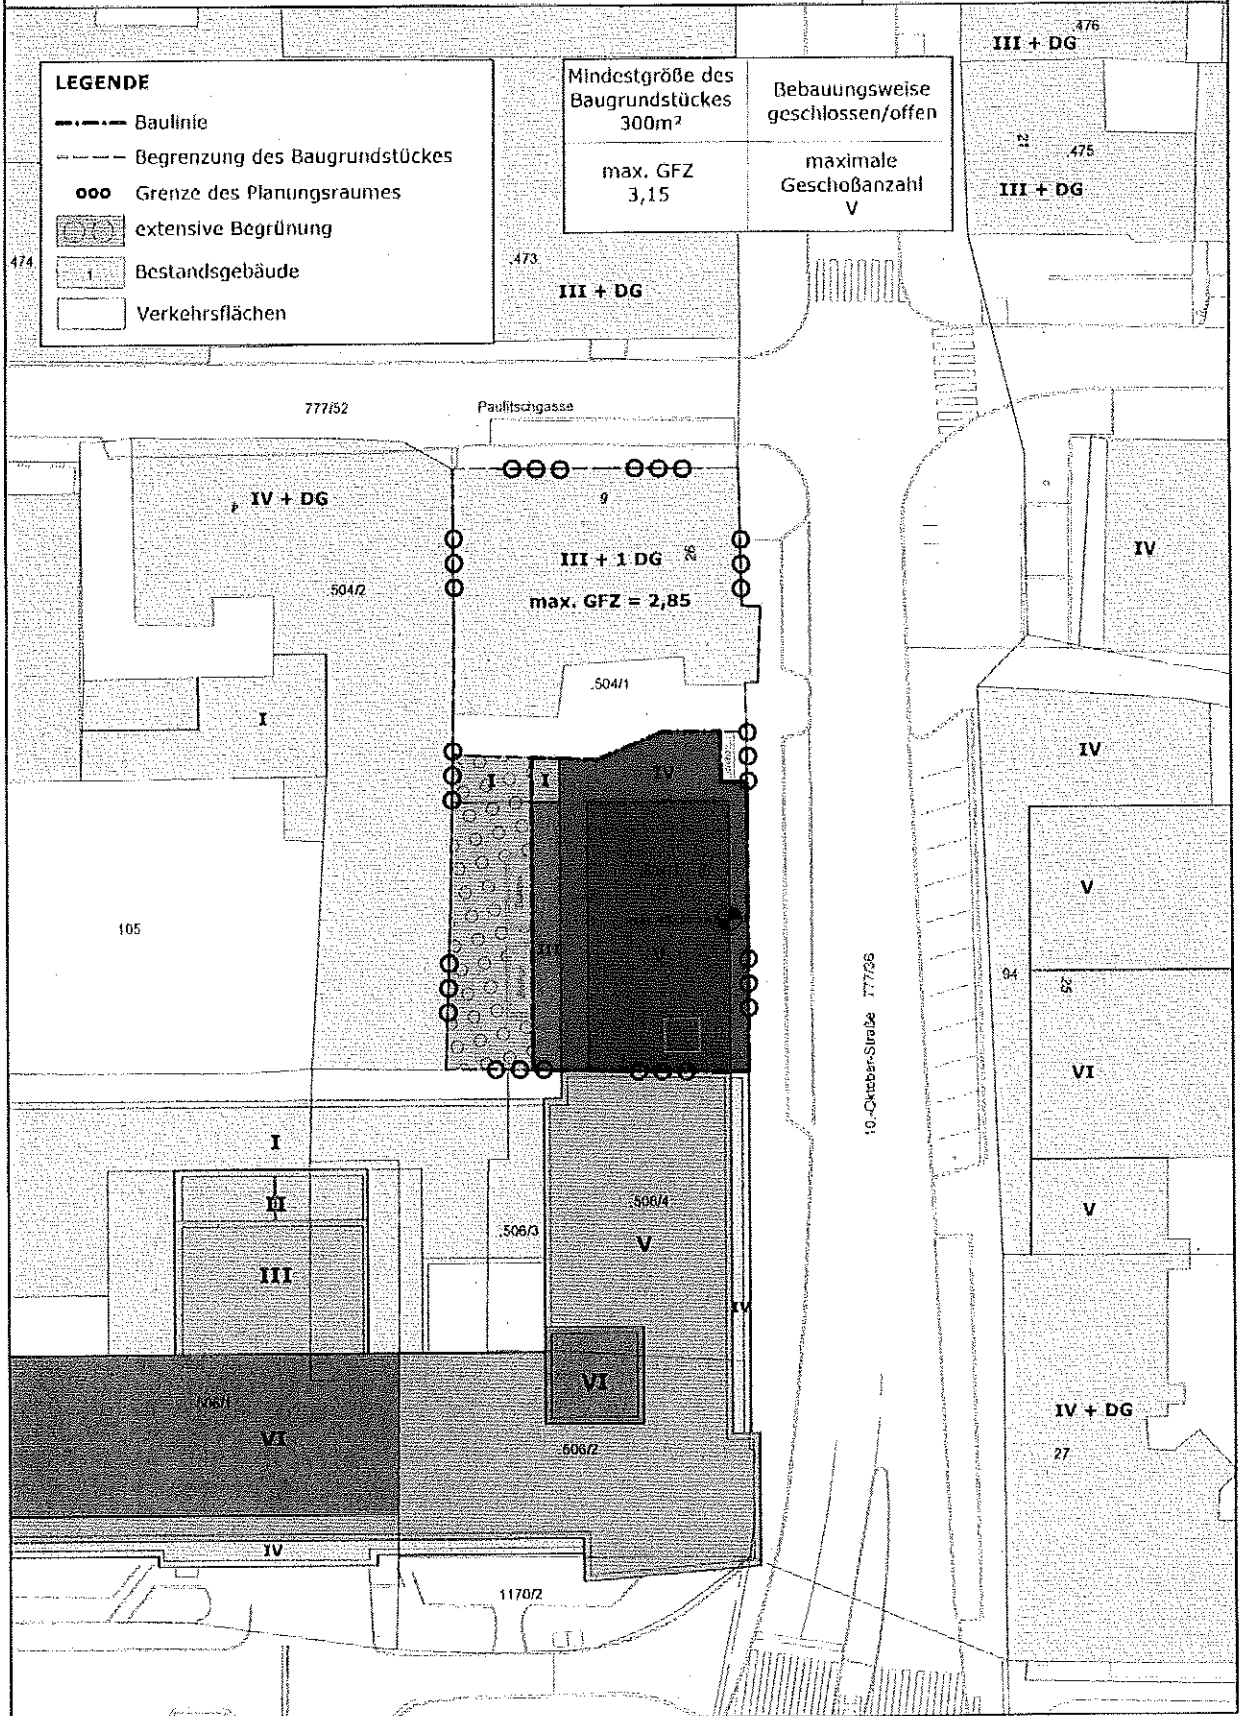 476
III + DG
LEGENDE
Baulinie
Begrenzung des Baugrundstückes
Grenze des Planungsraumes
extensive Begrünung
1
Bestandsgebäude
Verkehrsflächen
Mindestgröße des
Baugrundstückes
300m²
Bebauungsweise
geschlossen/offen
max. GFZ
3,15
maximale
Geschoßanzahl
V
21
.475
III + DG
474
.473
III + DG
777/52
Paulitschgasse
9
IV + DG
III + 1 DG
26
IV
504/2
max. GFZ = 2,85
.504/1
I
I
I
IV
IV
V
105
III
94
25
10.-Oktober-Straße 777/36
VI
I
II
.506/3
.506/4
V
V
III
IV
VI
506/1
VI
.506/2
IV + DG
27
IV
1170/2